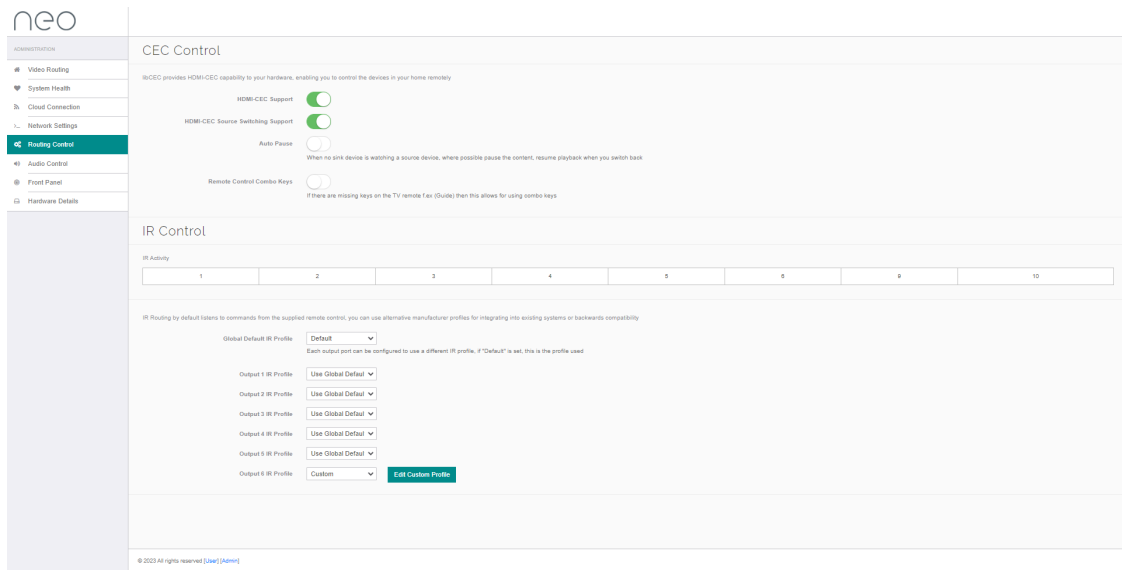 neo
ADMINISTRATION
Video Routing
System Health
Cloud Connection
Network Settings
Routing Control
Audio Control
Front Panel
Hardware Details
CEC Control
libCEC provides HDMI-CEC capability to your hardware, enabling you to control the devices in your home remotely
HDMI-CEC Support
HDMI-CEC Source Switching Support
Auto Pause
When no sink device is watching a source device, where possible pause the content, resume playback when you switch back
Remote Control Combo Keys
If there are missing keys on the TV remote f.ex (Guide) then this allows for using combo keys
IR Control
IR Activity
1 2 3 4 5 6 9 10
IR Routing by default listens to commands from the supplied remote control, you can use alternative manufacturer profiles for integrating into existing systems or backwards compatibility
Global Default IR Profile Default
Each output port can be configured to use a different IR profile, if "Default" is set, this is the profile used
Output 1 IR Profile Use Global Defaul
Output 2 IR Profile Use Global Defaul
Output 3 IR Profile Use Global Defaul
Output 4 IR Profile Use Global Defaul
Output 5 IR Profile Use Global Defaul
Output 6 IR Profile Custom Edit Custom Profile
© 2023 All rights reserved [User] [Admin]